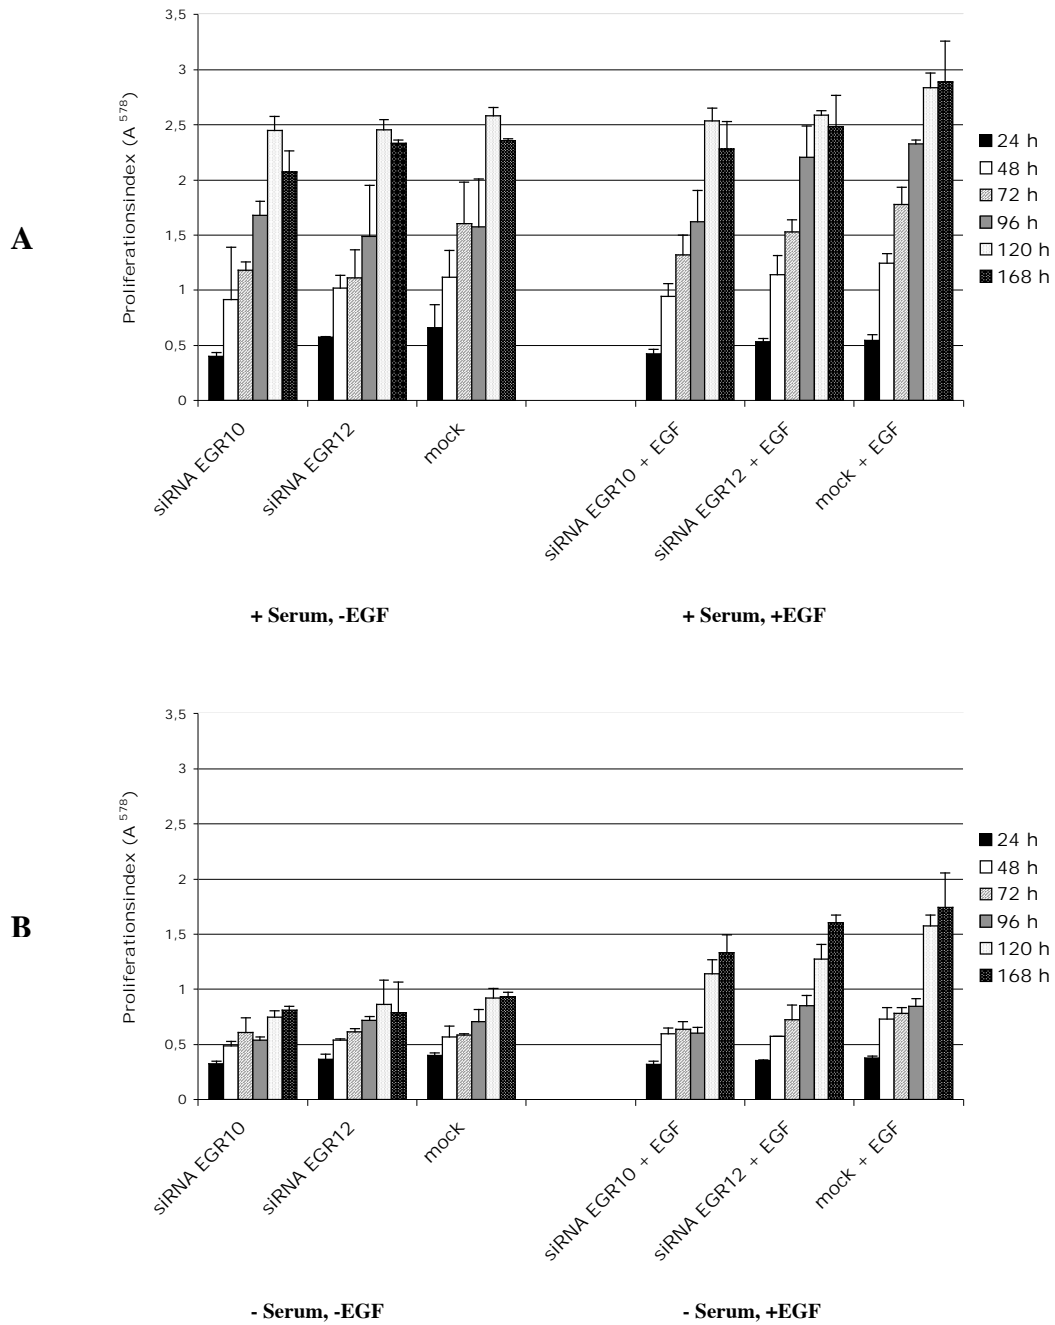 A
Proliferationsindex (A 578)
3,5
3
2,5
2
1,5
1
0,5
0
siRNA EGR10
siRNA EGR12
mock
siRNA EGR10 + EGF
siRNA EGR12 + EGF
mock + EGF
24 h
48 h
72 h
96 h
120 h
168 h
+ Serum, -EGF
+ Serum, +EGF
B
Proliferationsindex (A 578)
3,5
3
2,5
2
1,5
1
0,5
0
siRNA EGR10
siRNA EGR12
mock
siRNA EGR10 + EGF
siRNA EGR12 + EGF
mock + EGF
24 h
48 h
72 h
96 h
120 h
168 h
- Serum, -EGF
- Serum, +EGF